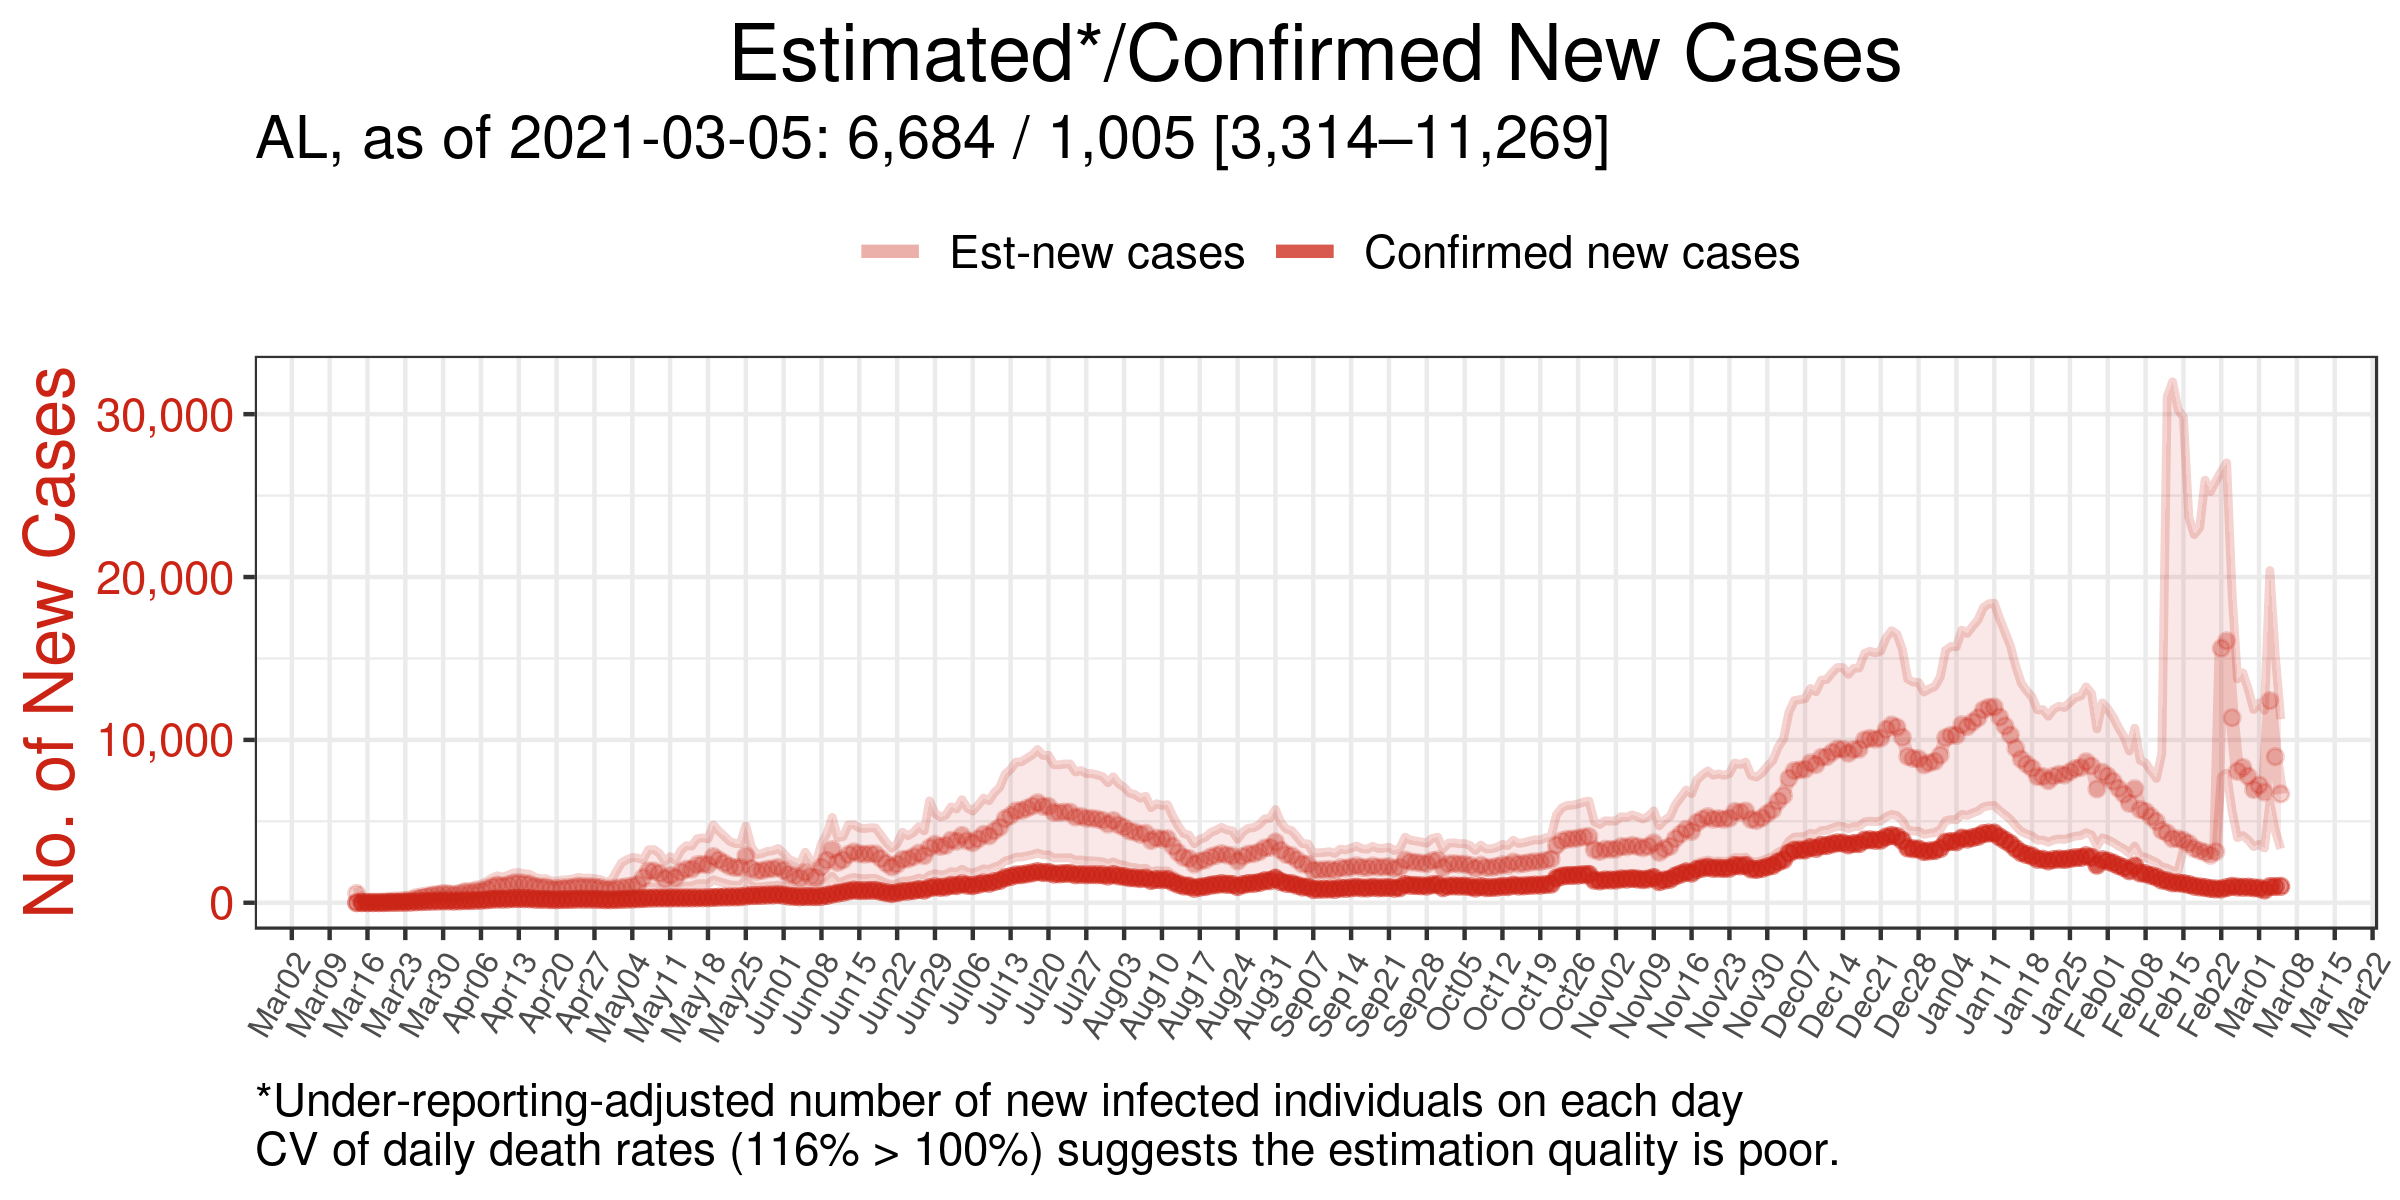 Estimated*/Confirmed New Cases
AL, as of 2021-03-05: 6,684 / 1,005 [3,314–11,269]
Est-new cases Confirmed new cases
No. of New Cases
30,000
20,000
10,000
0
Mar02 Mar09 Mar16 Mar23 Mar30 Apr06 Apr13 Apr20 Apr27 May04 May11 May18 May25 Jun01 Jun08 Jun15 Jun22 Jun29 Jul06 Jul13 Jul20 Jul27 Aug03 Aug10 Aug17 Aug24 Aug31 Sep07 Sep14 Sep21 Sep28 Oct05 Oct12 Oct19 Oct26 Nov02 Nov09 Nov16 Nov23 Nov30 Dec07 Dec14 Dec21 Dec28 Jan04 Jan11 Jan18 Jan25 Feb01 Feb08 Feb15 Feb22 Mar01 Mar08 Mar15 Mar22
*Under-reporting-adjusted number of new infected individuals on each day
CV of daily death rates (116% > 100%) suggests the estimation quality is poor.